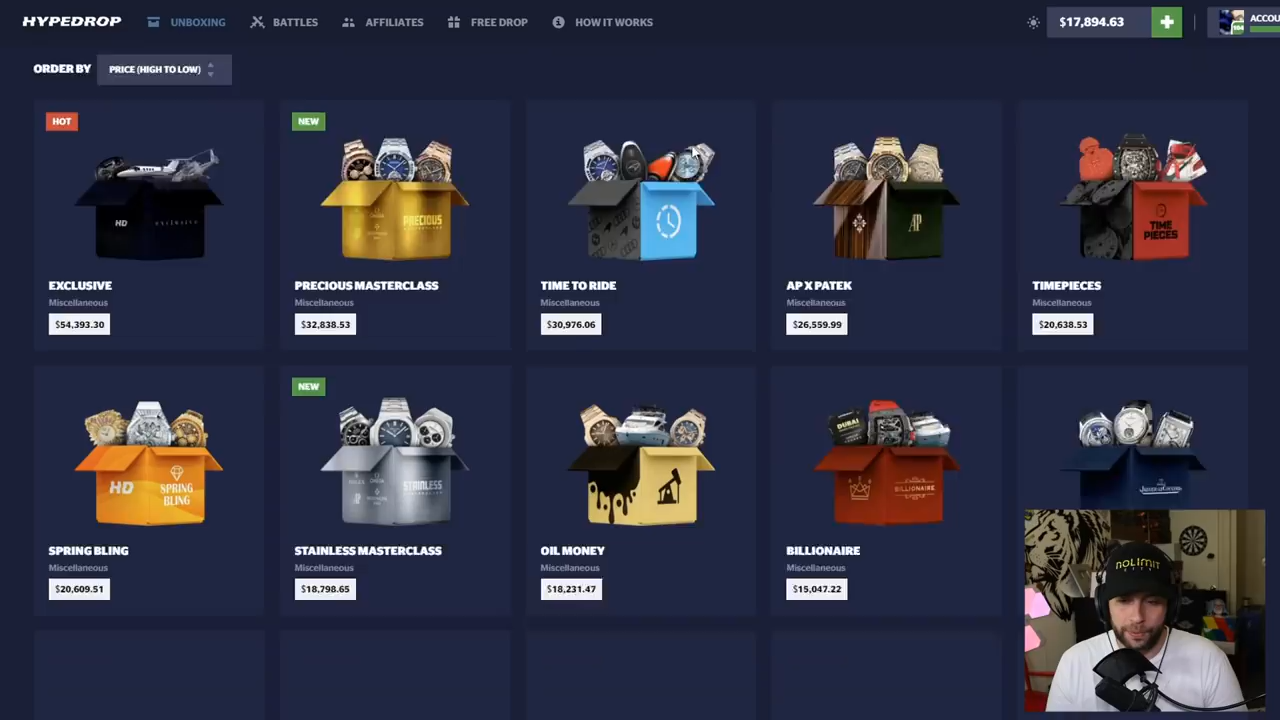 HYPEDROP
UNBOXING
BATTLES
AFFILIATES
FREE DROP
HOW IT WORKS
$17,894.63
ACCOU
ORDER BY
PRICE (HIGH TO LOW)
HOT
NEW
HD
exclusive
PRECIOUS
AP
TIME
PIECES
EXCLUSIVE
Miscellaneous
$54,393.30
PRECIOUS MASTERCLASS
Miscellaneous
$32,838.53
TIME TO RIDE
Miscellaneous
$30,976.06
AP X PATEK
Miscellaneous
$26,559.99
TIMEPIECES
Miscellaneous
$20,638.53
NEW
HD
SPRING
BLING
STAINLESS
DUBAI
BILLIONAIRE
SPRING BLING
Miscellaneous
$20,609.51
STAINLESS MASTERCLASS
Miscellaneous
$18,798.65
OIL MONEY
Miscellaneous
$18,231.47
BILLIONAIRE
Miscellaneous
$15,047.22
NOLIMIT
CITY